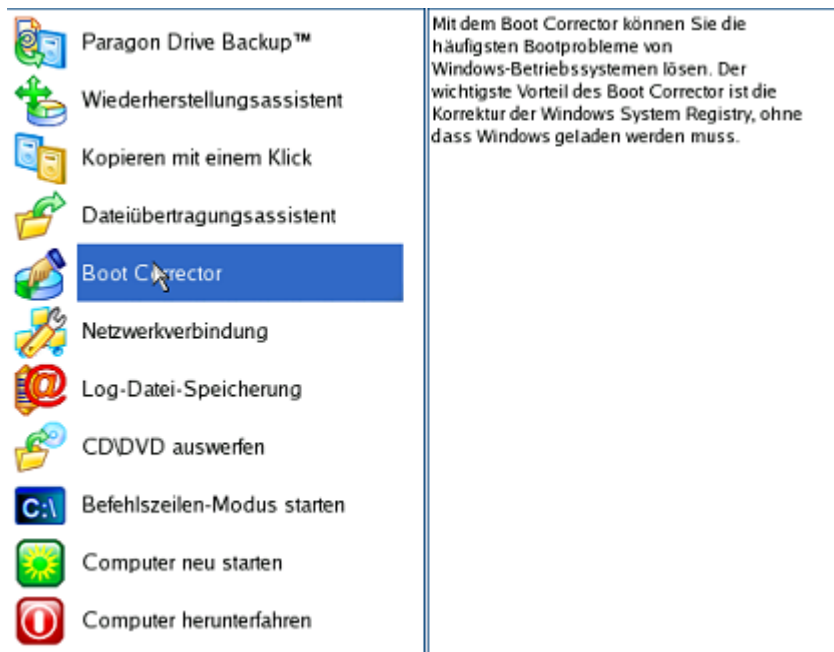 Paragon Drive Backup™
Wiederherstellungsassistent
Kopieren mit einem Klick
Dateiübertragungsassistent
Boot Corrector
Netzwerkverbindung
@
Log-Datei-Speicherung
CD\DVD auswerfen
C:\
Befehlszeilen-Modus starten
Computer neu starten
Computer herunterfahren
Mit dem Boot Corrector können Sie die
häufigsten Bootprobleme von
Windows-Betriebssystemen lösen. Der
wichtigste Vorteil des Boot Corrector ist die
Korrektur der Windows System Registry, ohne
dass Windows geladen werden muss.